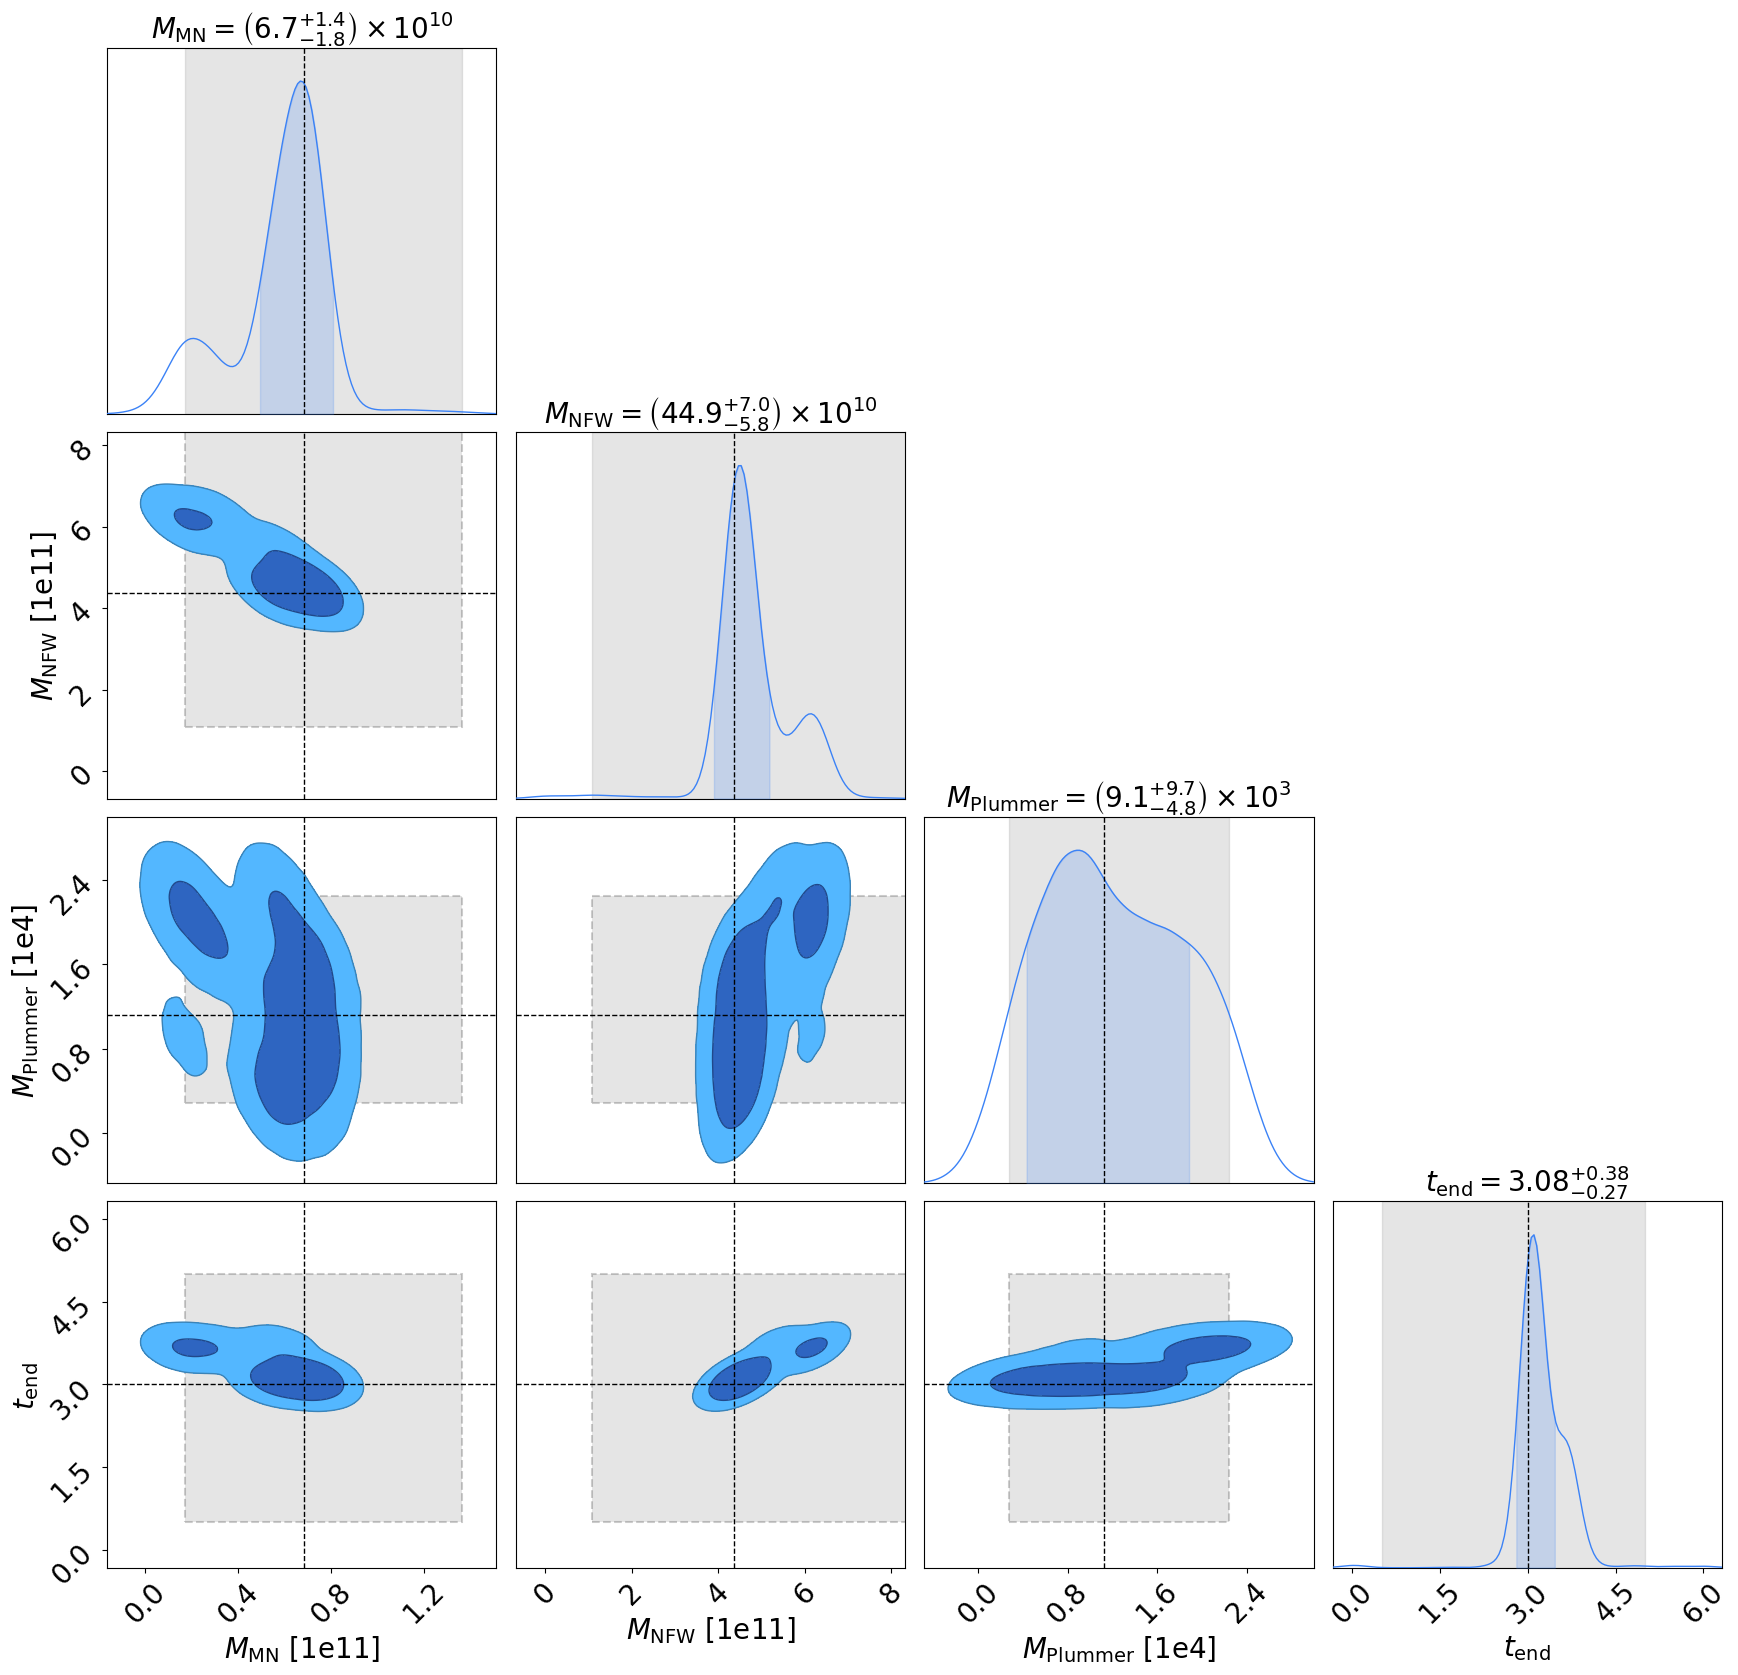 M_MN = (6.7^{+1.4}_{-1.8}) × 10^{10}
M_NFW = (44.9^{+7.0}_{-5.8}) × 10^{10}
8
6
4
2
0
M_NFW [1e11]
M_Plummer = (9.1^{+9.7}_{-4.8}) × 10^3
2.4
1.6
0.8
0.0
M_Plummer [1e4]
t_end = 3.08^{+0.38}_{-0.27}
6.0
4.5
3.0
1.5
0.0
t_end
0.0 0.4 0.8 1.2
M_MN [1e11]
0 2 4 6 8
M_NFW [1e11]
0.0 0.8 1.6 2.4
M_Plummer [1e4]
0.0 1.5 3.0 4.5 6.0
t_end